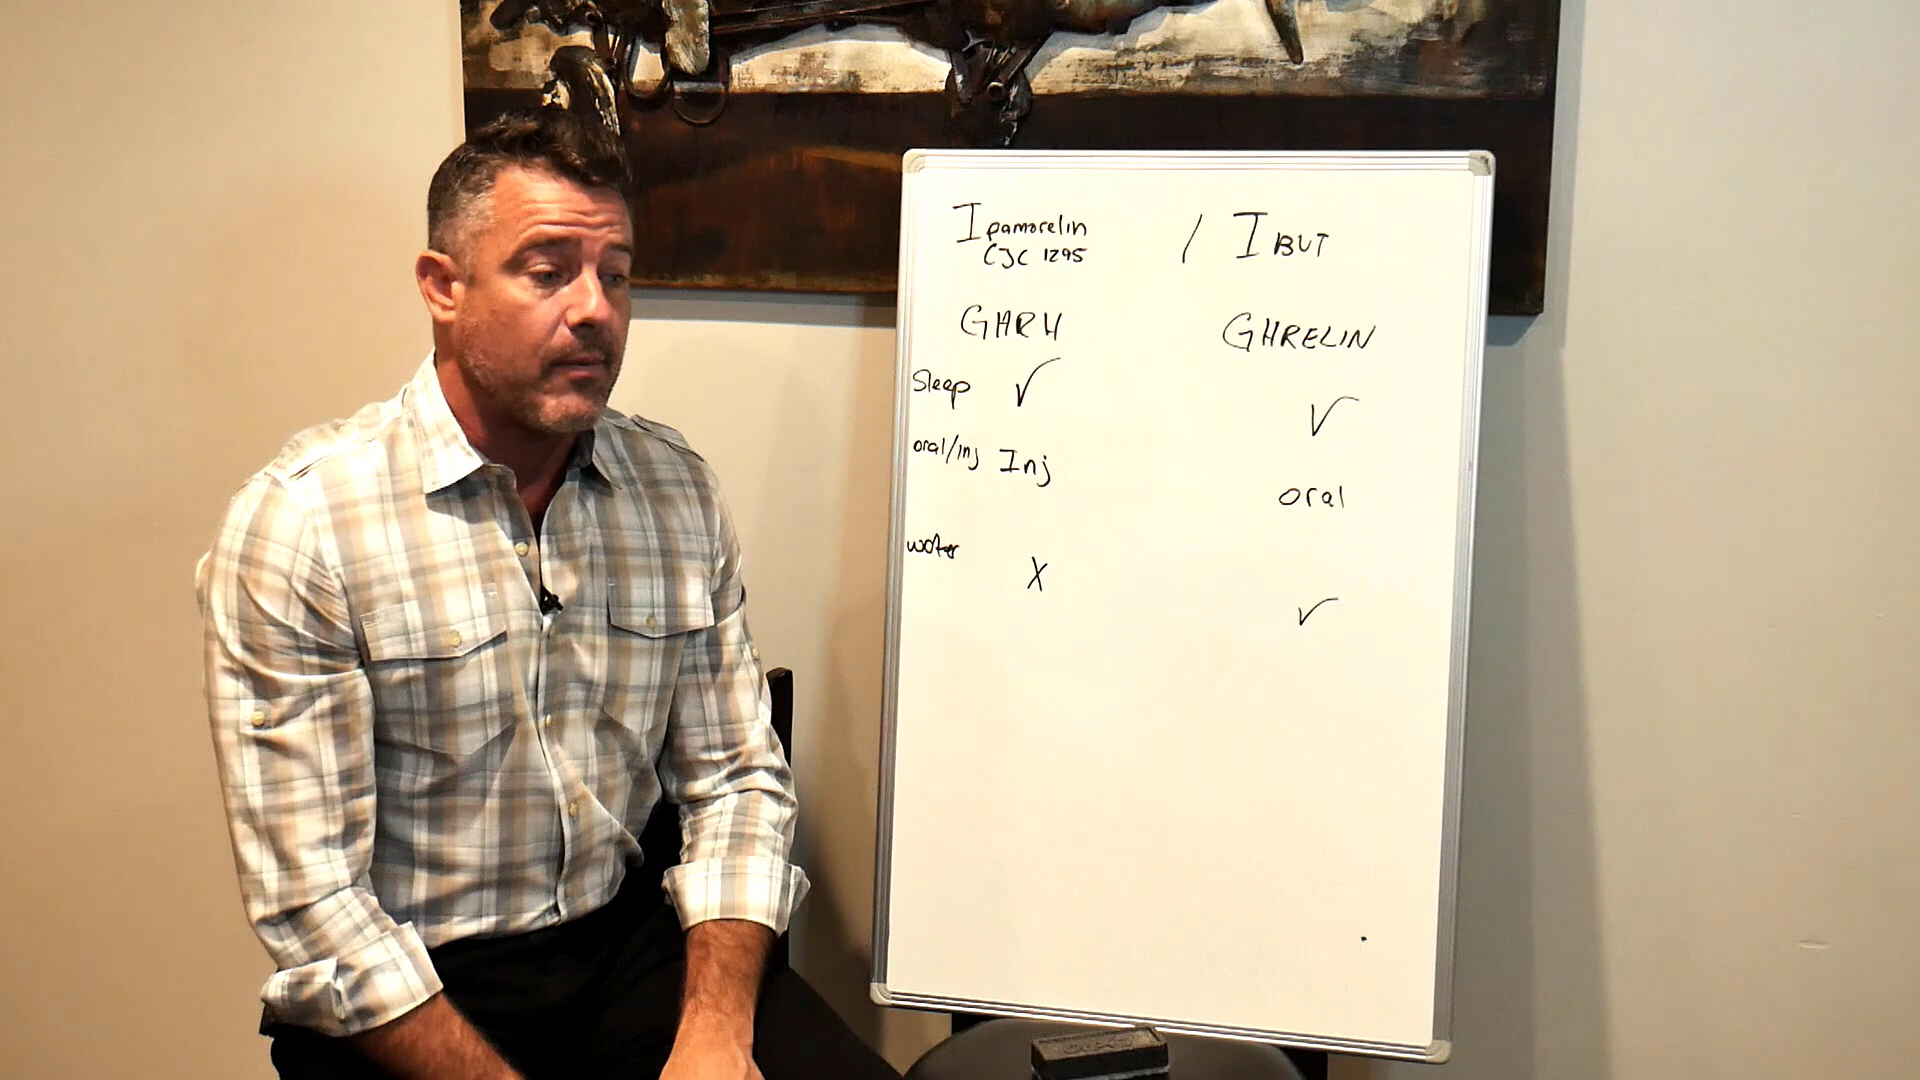 Ipamorelin / IBUT
CJC 1295
GHRH GHRELIN
Sleep ✓ ✓
oral/inj Inj oral
water X ✓